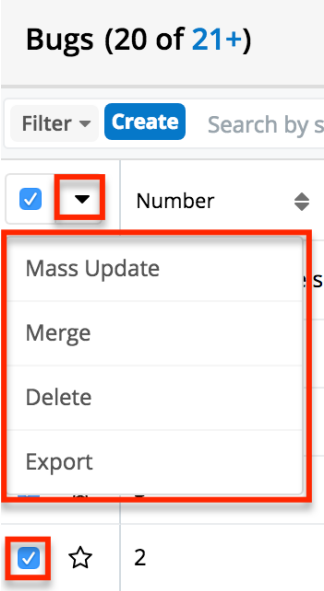 Bugs (20 of 21+)
Filter Create Search by s
Number
Mass Update
Merge
Delete
Export
2